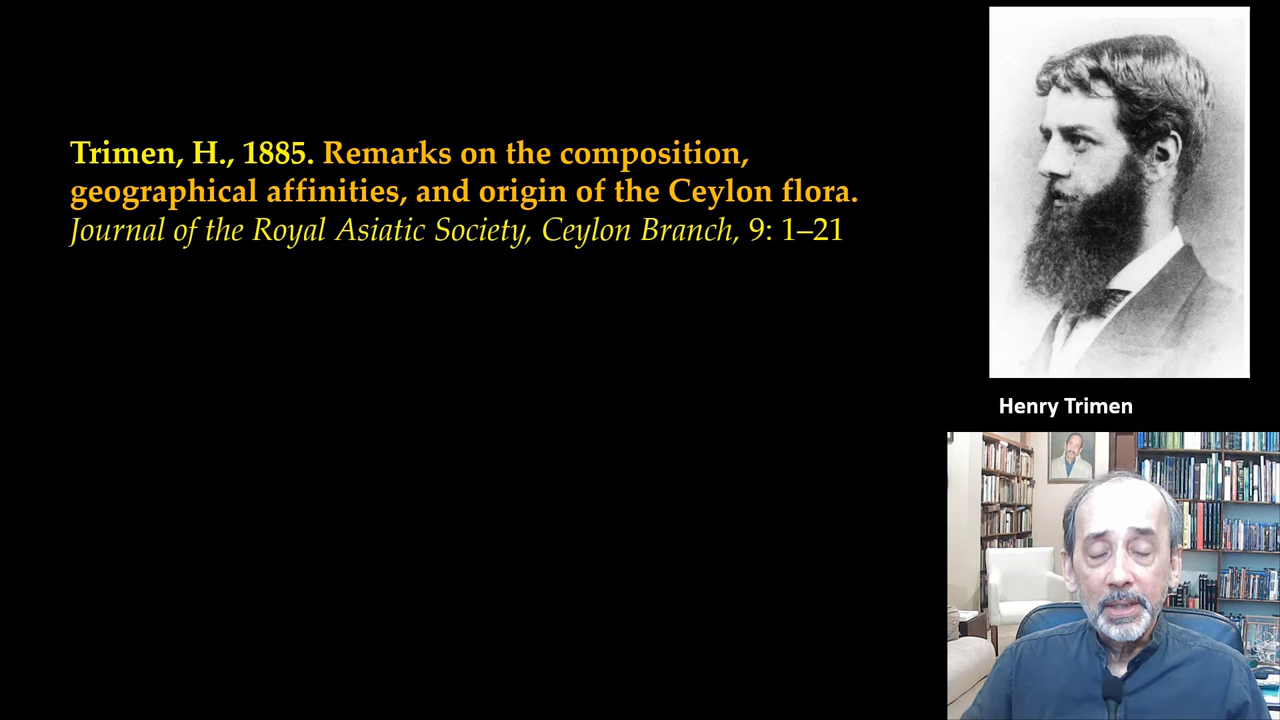 Trimen, H., 1885. Remarks on the composition,
geographical affinities, and origin of the Ceylon flora.
Journal of the Royal Asiatic Society, Ceylon Branch, 9: 1–21
Henry Trimen